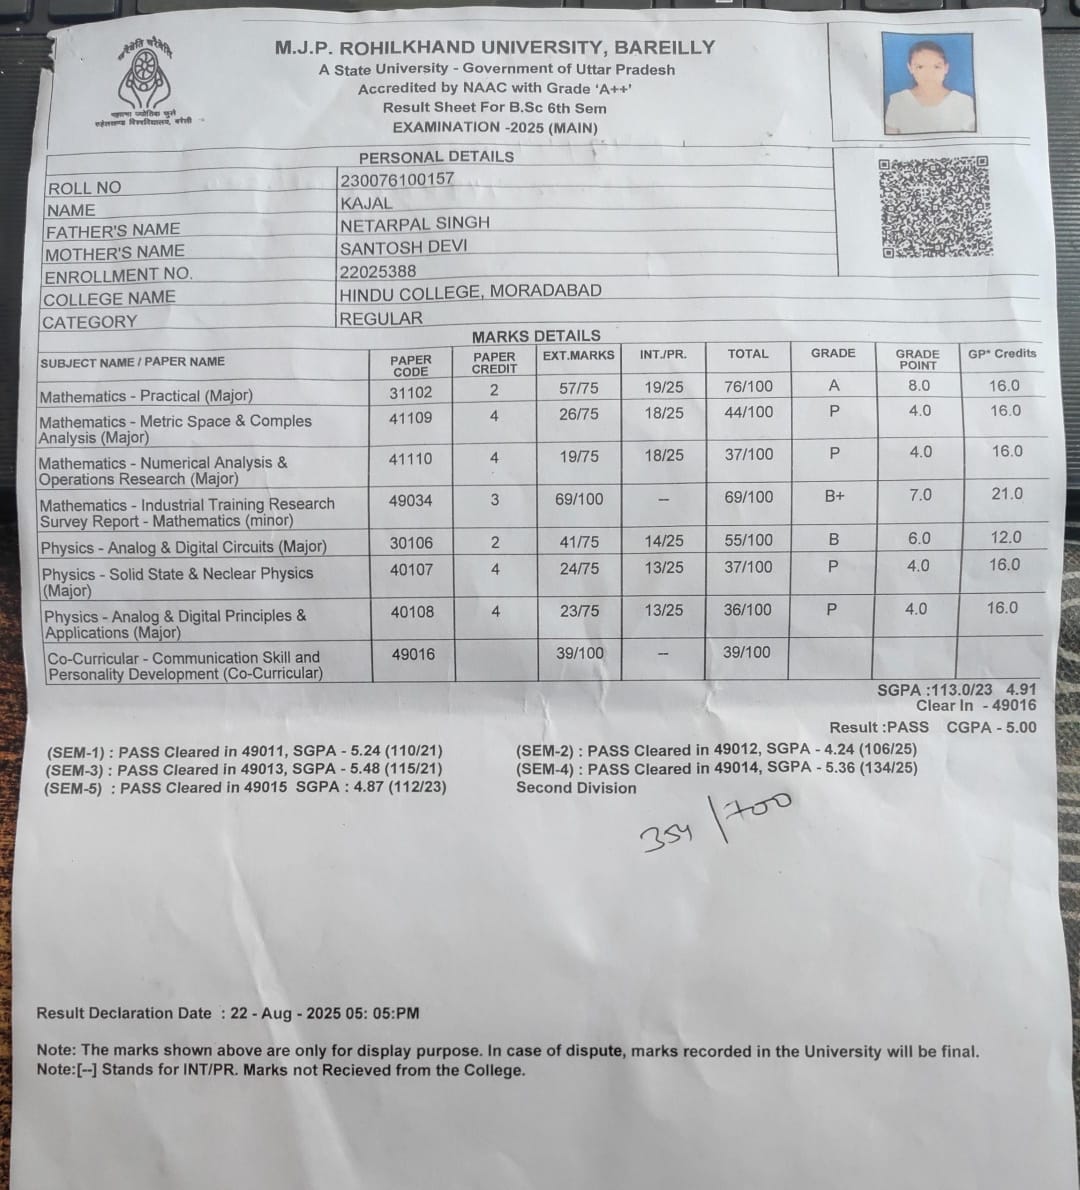 चरैवेति चरैवेति
महात्मा ज्योतिबा फुले
रुहेलखण्ड विश्वविद्यालय, बरेली
M.J.P. ROHILKHAND UNIVERSITY, BAREILLY
A State University - Government of Uttar Pradesh
Accredited by NAAC with Grade ‘A++’
Result Sheet For B.Sc 6th Sem
EXAMINATION -2025 (MAIN)
PERSONAL DETAILS
ROLL NO 230076100157
NAME KAJAL
FATHER'S NAME NETARPAL SINGH
MOTHER'S NAME SANTOSH DEVI
ENROLLMENT NO. 22025388
COLLEGE NAME HINDU COLLEGE, MORADABAD
CATEGORY REGULAR
MARKS DETAILS
SUBJECT NAME / PAPER NAME PAPER CODE PAPER CREDIT EXT.MARKS INT./PR. TOTAL GRADE GRADE POINT GP* Credits
Mathematics - Practical (Major) 31102 2 57/75 19/25 76/100 A 8.0 16.0
Mathematics - Metric Space & Comples 41109 4 26/75 18/25 44/100 P 4.0 16.0
Analysis (Major)
Mathematics - Numerical Analysis & 41110 4 19/75 18/25 37/100 P 4.0 16.0
Operations Research (Major)
Mathematics - Industrial Training Research 49034 3 69/100 -- 69/100 B+ 7.0 21.0
Survey Report - Mathematics (minor)
Physics - Analog & Digital Circuits (Major) 30106 2 41/75 14/25 55/100 B 6.0 12.0
Physics - Solid State & Neclear Physics 40107 4 24/75 13/25 37/100 P 4.0 16.0
(Major)
Physics - Analog & Digital Principles & 40108 4 23/75 13/25 36/100 P 4.0 16.0
Applications (Major)
Co-Curricular - Communication Skill and 49016 39/100 -- 39/100
Personality Development (Co-Curricular)
SGPA :113.0/23 4.91
Clear In - 49016
Result :PASS CGPA - 5.00
(SEM-1) : PASS Cleared in 49011, SGPA - 5.24 (110/21) (SEM-2) : PASS Cleared in 49012, SGPA - 4.24 (106/25)
(SEM-3) : PASS Cleared in 49013, SGPA - 5.48 (115/21) (SEM-4) : PASS Cleared in 49014, SGPA - 5.36 (134/25)
(SEM-5) : PASS Cleared in 49015 SGPA : 4.87 (112/23) Second Division
354/700
Result Declaration Date : 22 - Aug - 2025 05: 05:PM
Note: The marks shown above are only for display purpose. In case of dispute, marks recorded in the University will be final.
Note:[--] Stands for INT/PR. Marks not Recieved from the College.